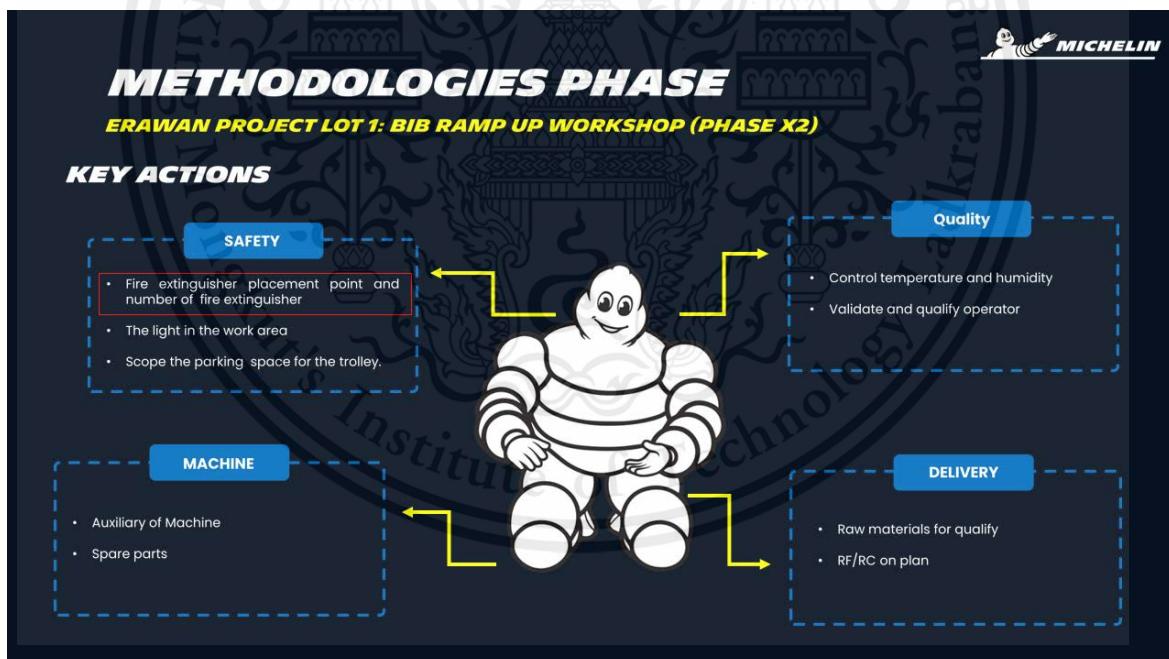 MICHELIN
METHODOLOGIES PHASE
ERAWAN PROJECT LOT 1: BIB RAMP UP WORKSHOP (PHASE X2)
KEY ACTIONS
SAFETY
• Fire extinguisher placement point and
number of fire extinguisher
• The light in the work area
• Scope the parking space for the trolley.
Quality
• Control temperature and humidity
• Validate and qualify operator
MACHINE
• Auxiliary of Machine
• Spare parts
DELIVERY
• Raw materials for qualify
• RF/RC on plan